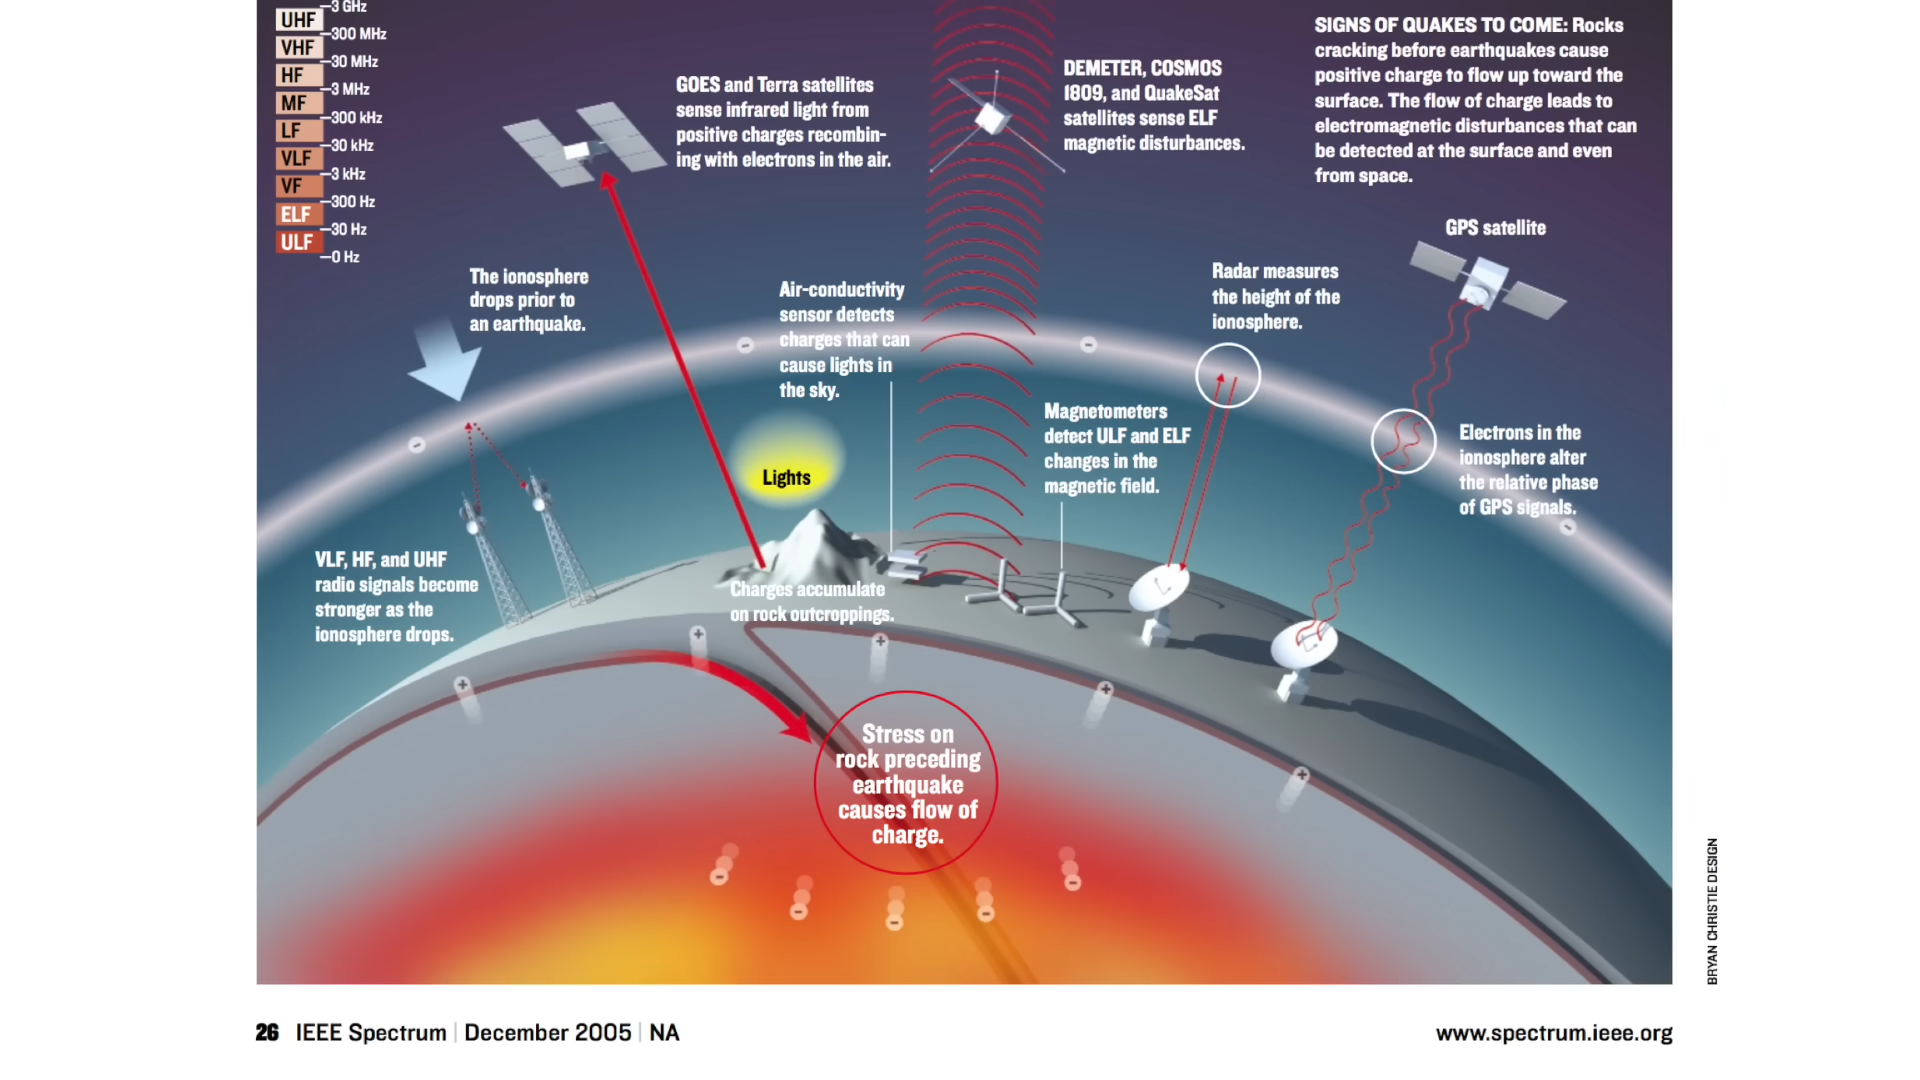 3 GHz
UHF
300 MHz
VHF
30 MHz
HF
3 MHz
MF
300 kHz
LF
30 kHz
VLF
3 kHz
VF
300 Hz
ELF
30 Hz
ULF
0 Hz
GOES and Terra satellites
sense infrared light from
positive charges recombin-
ing with electrons in the air.
DEMETER, COSMOS
1809, and QuakeSat
satellites sense ELF
magnetic disturbances.
SIGNS OF QUAKES TO COME: Rocks
cracking before earthquakes cause
positive charge to flow up toward the
surface. The flow of charge leads to
electromagnetic disturbances that can
be detected at the surface and even
from space.
GPS satellite
The ionosphere
drops prior to
an earthquake.
Air-conductivity
sensor detects
charges that can
cause lights in
the sky.
Radar measures
the height of the
ionosphere.
Magnetometers
detect ULF and ELF
changes in the
magnetic field.
Electrons in the
ionosphere alter
the relative phase
of GPS signals.
Lights
VLF, HF, and UHF
radio signals become
stronger as the
ionosphere drops.
Charges accumulate
on rock outcroppings.
Stress on
rock preceding
earthquake
causes flow of
charge.
BRYAN CHRISTIE DESIGN
26 IEEE Spectrum | December 2005 | NA
www.spectrum.ieee.org